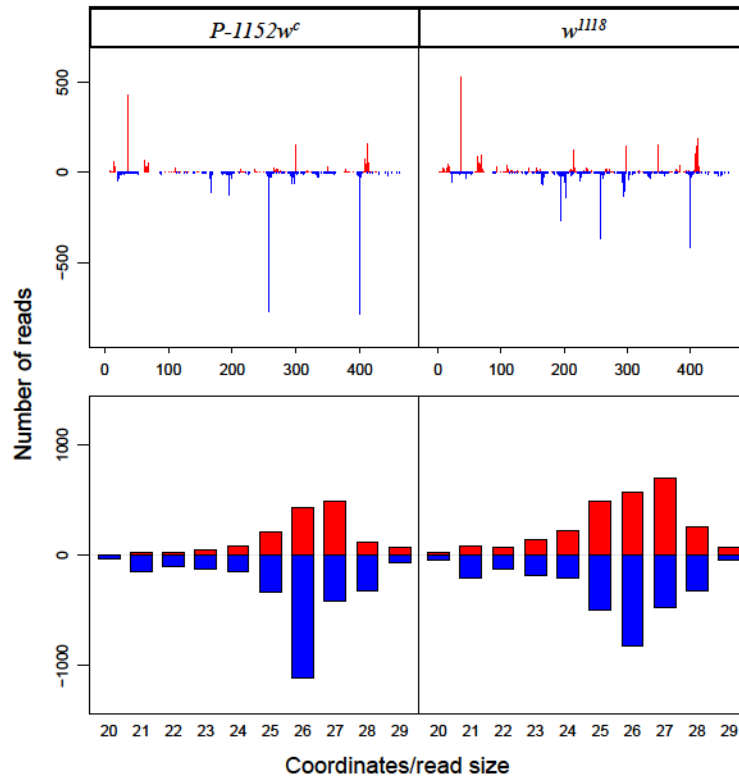 P-1152wᶜ w¹¹¹⁸
500
0
−500
0 100 200 300 400 0 100 200 300 400
Number of reads
1000
0
−1000
20 21 22 23 24 25 26 27 28 29 20 21 22 23 24 25 26 27 28 29
Coordinates/read size